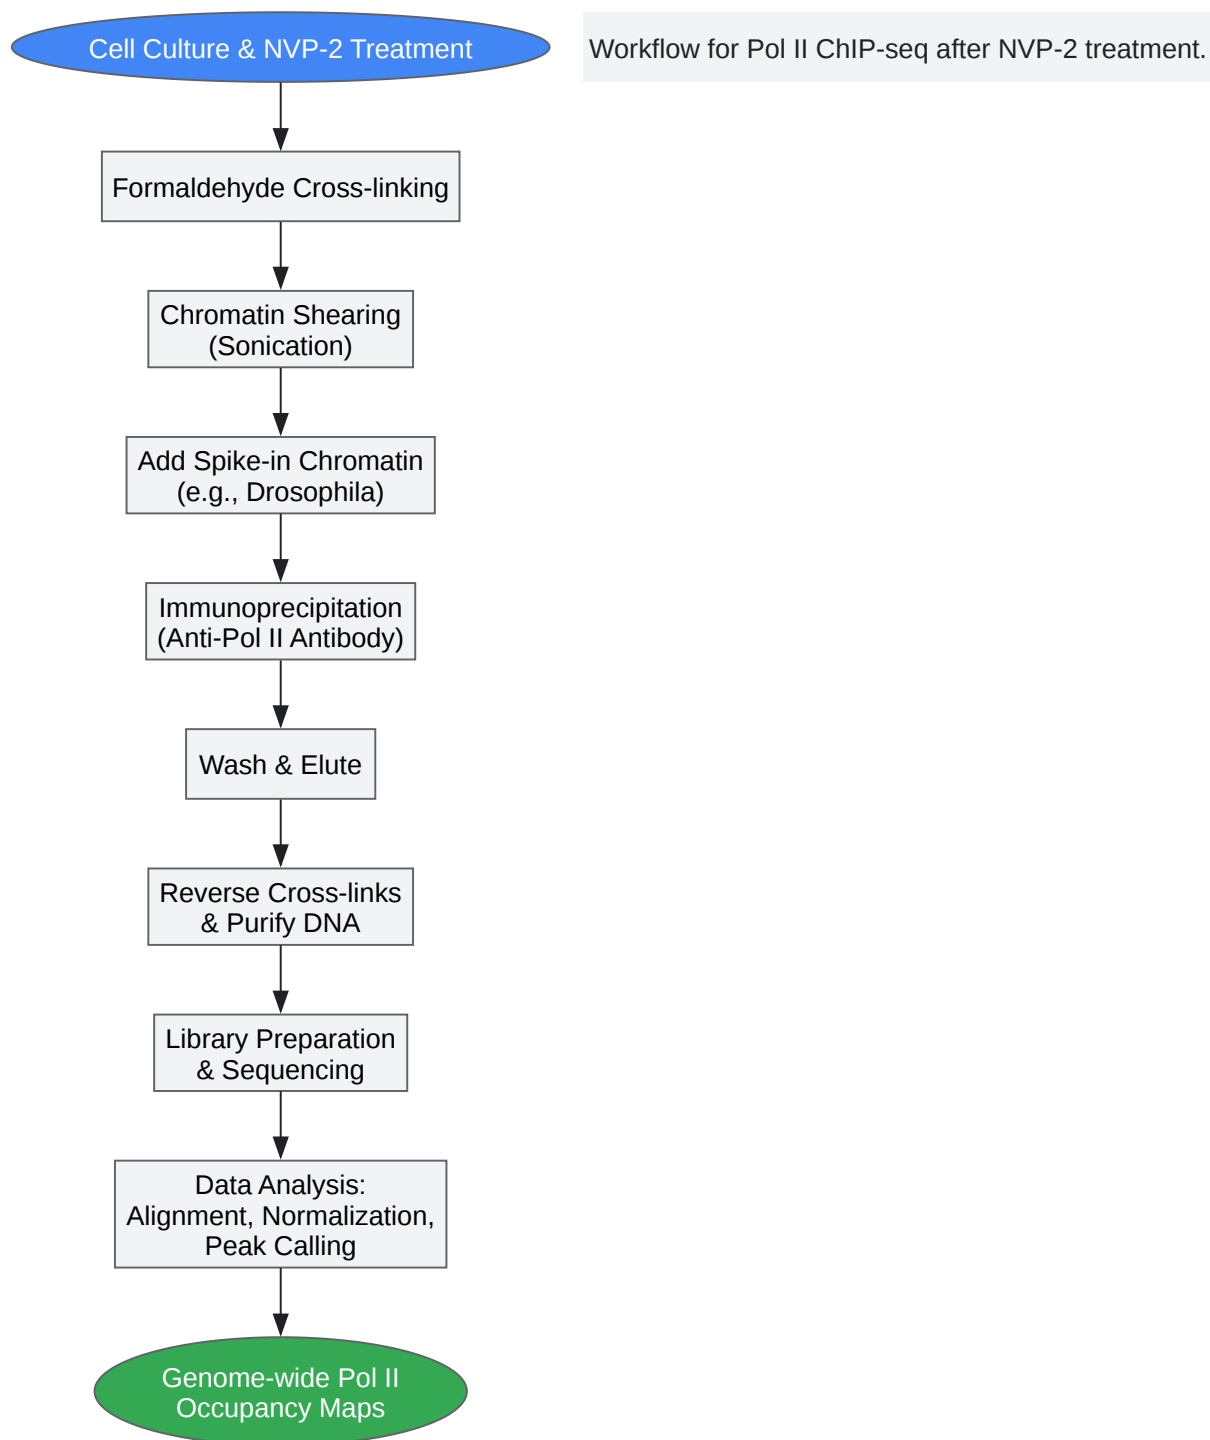 Cell Culture & NVP-2 Treatment
Workflow for Pol II ChIP-seq after NVP-2 treatment.
Formaldehyde Cross-linking
Chromatin Shearing
(Sonication)
Add Spike-in Chromatin
(e.g., Drosophila)
Immunoprecipitation
(Anti-Pol II Antibody)
Wash & Elute
Reverse Cross-links
& Purify DNA
Library Preparation
& Sequencing
Data Analysis:
Alignment, Normalization,
Peak Calling
Genome-wide Pol II
Occupancy Maps